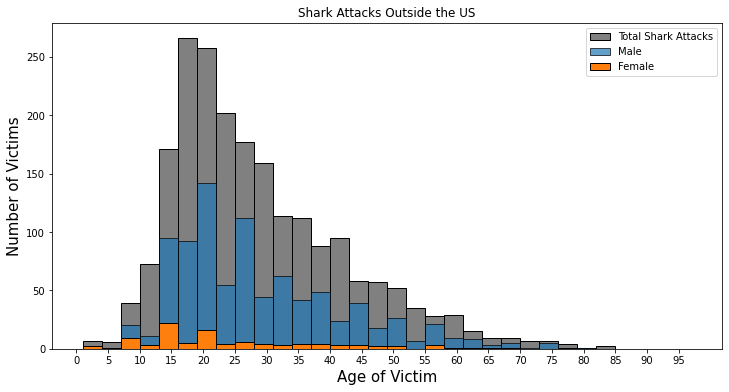 Shark Attacks Outside the US
Total Shark Attacks
Male
Female
Number of Victims
250
200
150
100
50
0
0 5 10 15 20 25 30 35 40 45 50 55 60 65 70 75 80 85 90 95
Age of Victim